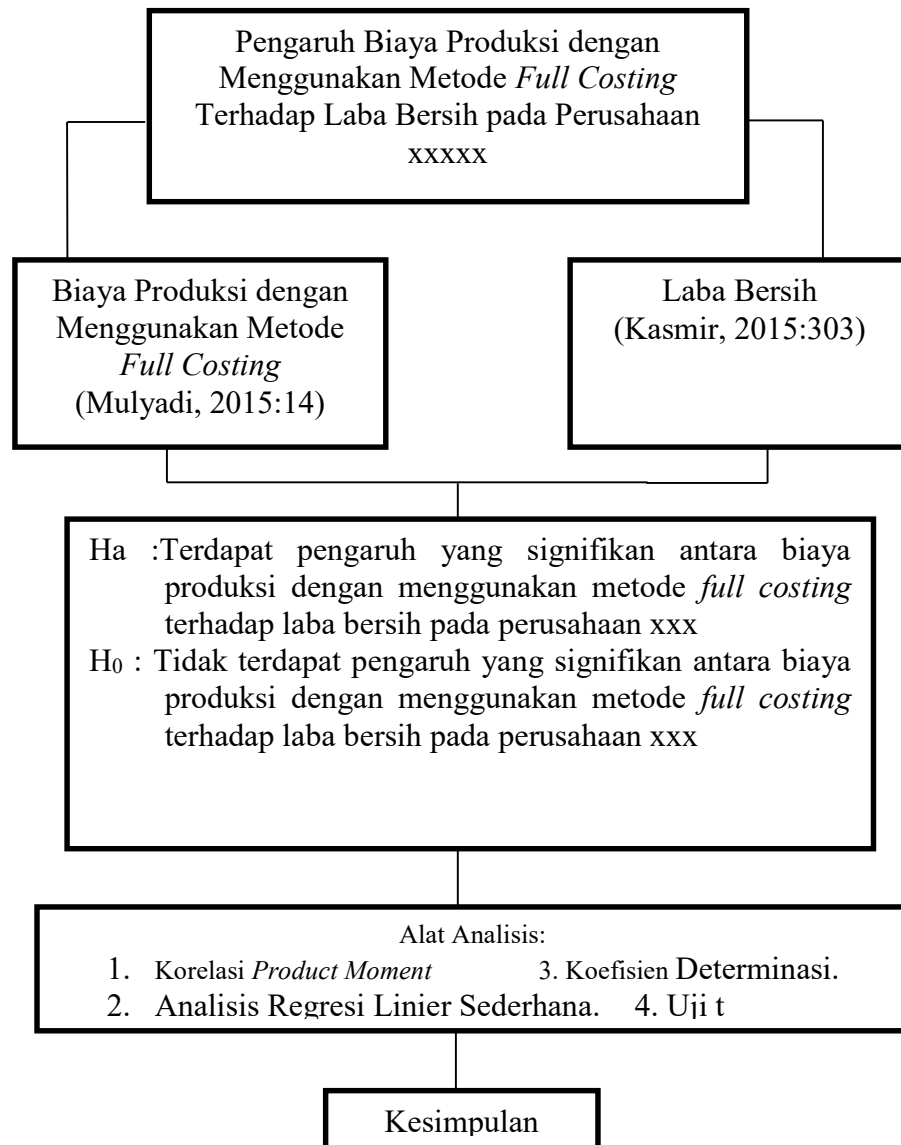 Pengaruh Biaya Produksi dengan
Menggunakan Metode Full Costing
Terhadap Laba Bersih pada Perusahaan
xxxxx
Biaya Produksi dengan
Menggunakan Metode
Full Costing
(Mulyadi, 2015:14)
Laba Bersih
(Kasmir, 2015:303)
Ha :Terdapat pengaruh yang signifikan antara biaya
produksi dengan menggunakan metode full costing
terhadap laba bersih pada perusahaan xxx
H₀ : Tidak terdapat pengaruh yang signifikan antara biaya
produksi dengan menggunakan metode full costing
terhadap laba bersih pada perusahaan xxx
Alat Analisis:
1. Korelasi Product Moment 3. Koefisien Determinasi.
2. Analisis Regresi Linier Sederhana. 4. Uji t
Kesimpulan